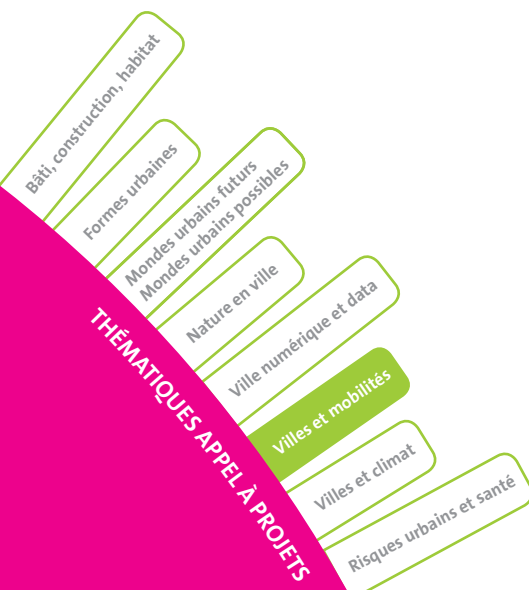 Bâti, construction, habitat
Formes urbaines
Mondes urbains futurs
Mondes urbains possibles
Nature en ville
Ville numérique et data
Villes et mobilités
Villes et climat
Risques urbains et santé
THÉMATIQUES APPEL À PROJETS